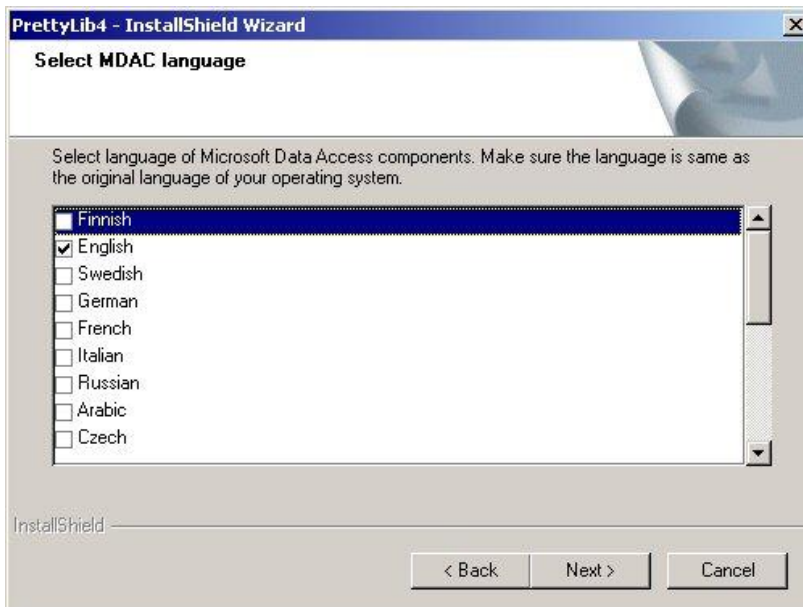 PrettyLib4 - InstallShield Wizard
Select MDAC language
Select language of Microsoft Data Access components. Make sure the language is same as
the original language of your operating system.
Finnish
English
Swedish
German
French
Italian
Russian
Arabic
Czech
InstallShield
< Back Next > Cancel